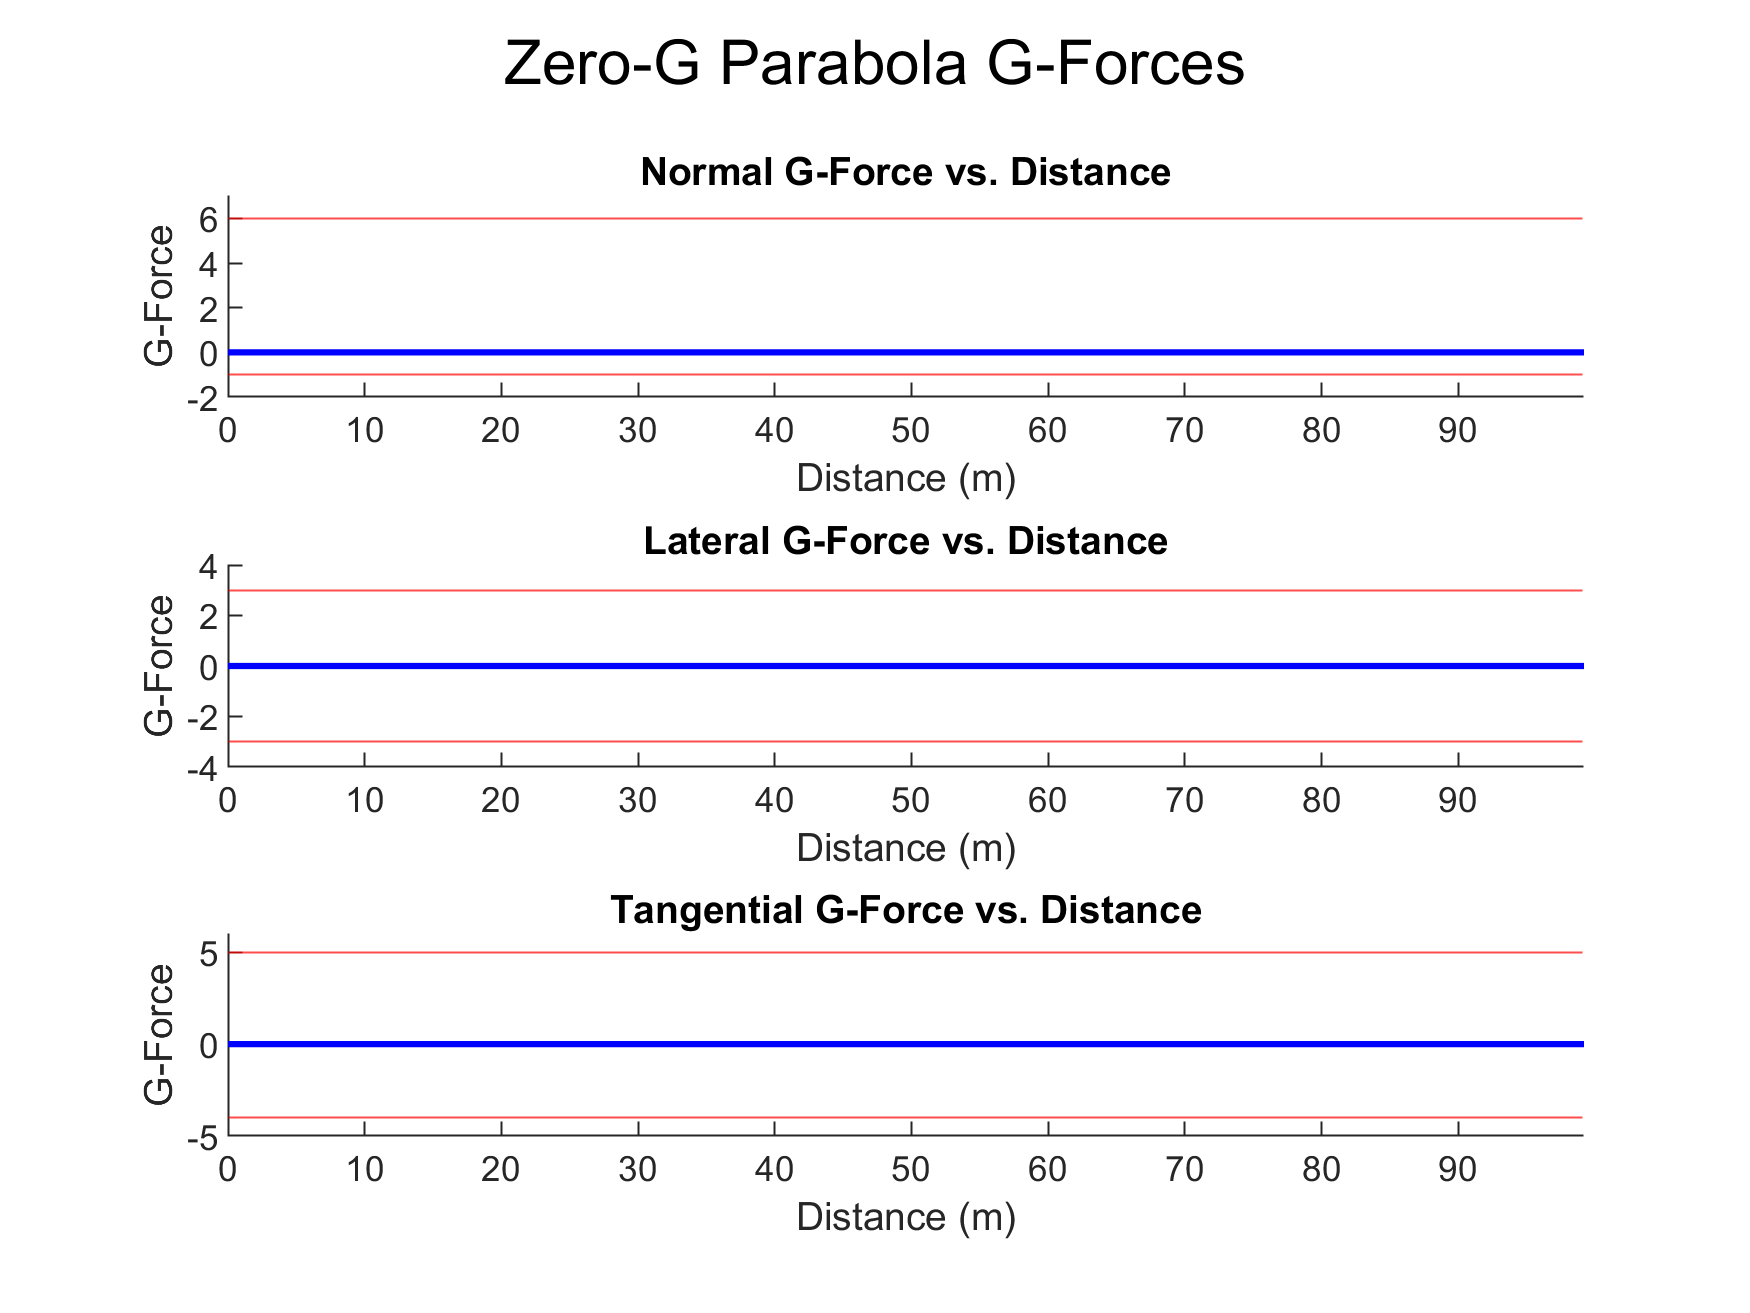 Zero-G Parabola G-Forces
Normal G-Force vs. Distance
G-Force
6
4
2
0
-2
0 10 20 30 40 50 60 70 80 90
Distance (m)
Lateral G-Force vs. Distance
G-Force
4
2
0
-2
-4
0 10 20 30 40 50 60 70 80 90
Distance (m)
Tangential G-Force vs. Distance
G-Force
5
0
-5
0 10 20 30 40 50 60 70 80 90
Distance (m)